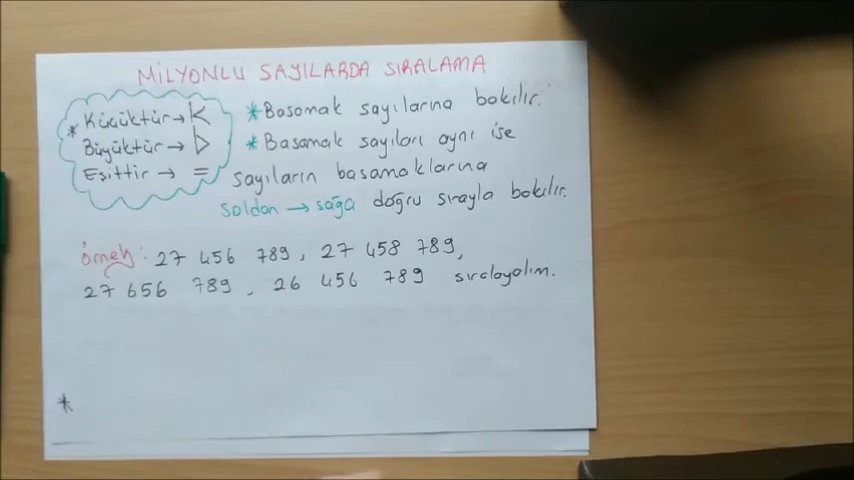 MİLYONLU SAYILARDA SIRALAMA
* Küçüktür → <
Büyüktür → >
Eşittir → =
* Basamak sayılarına bakılır.
* Basamak sayıları aynı ise
sayıların basamaklarına
soldan → sağa doğru sırayla bakılır.
örnek: 27 456 789, 27 458 789,
27 656 789, 26 456 789 sıralayalım.
*